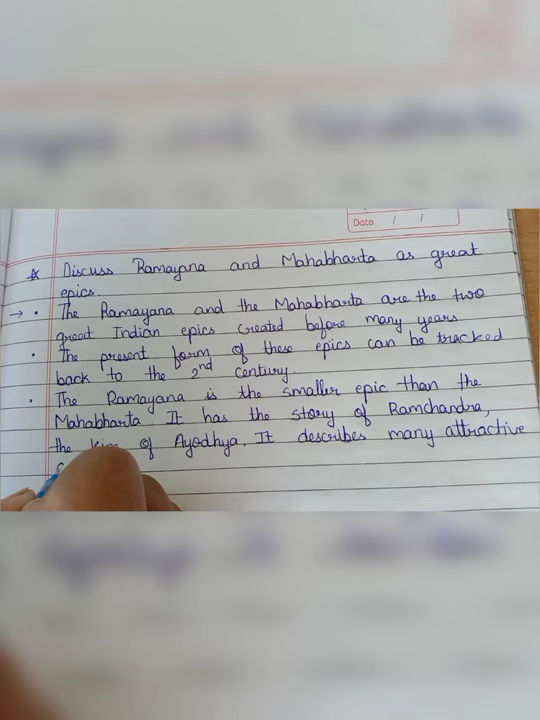 Date / /
Discuss Ramayana and Mahabharta as great
epics.
→ • The Ramayana and the Mahabharta are the two
great Indian epics created before many years
• The present form of these epics can be tracked
back to the 2nd century.
• The Ramayana is the smaller epic than the
Mahabharta. It has the story of Ramchandra,
the of Ayodhya. It describes many attractive